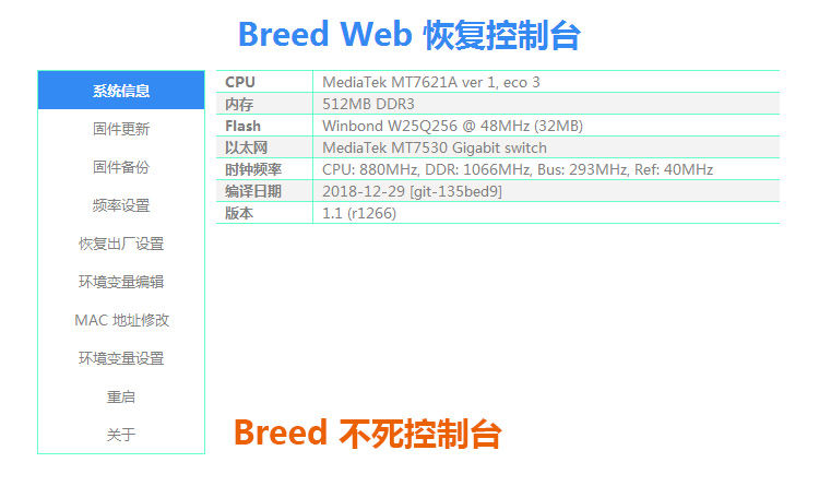 Breed Web 恢复控制台
系统信息
固件更新
固件备份
频率设置
恢复出厂设置
环境变量编辑
MAC 地址修改
环境变量设置
重启
关于
CPU MediaTek MT7621A ver 1, eco 3
内存 512MB DDR3
Flash Winbond W25Q256 @ 48MHz (32MB)
以太网 MediaTek MT7530 Gigabit switch
时钟频率 CPU: 880MHz, DDR: 1066MHz, Bus: 293MHz, Ref: 40MHz
编译日期 2018-12-29 [git-135bed9]
版本 1.1 (r1266)
Breed 不死控制台